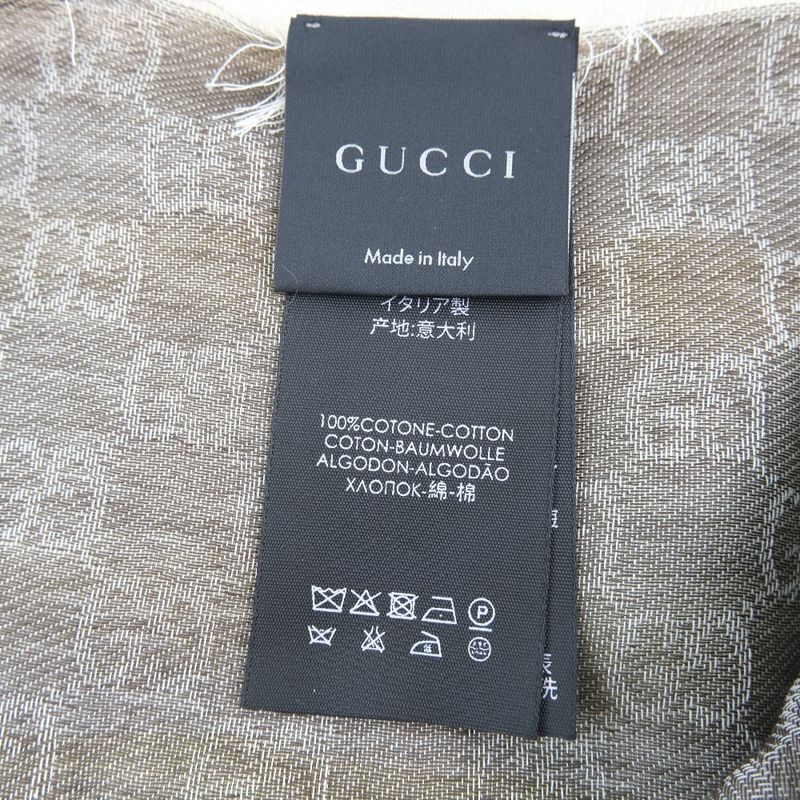 GUCCI
Made in Italy
イタリア製
产地:意大利
100%COTONE-COTTON
COTON-BAUMWOLLE
ALGODON-ALGODÃO
ХЛОПОК-綿-棉
P
洗